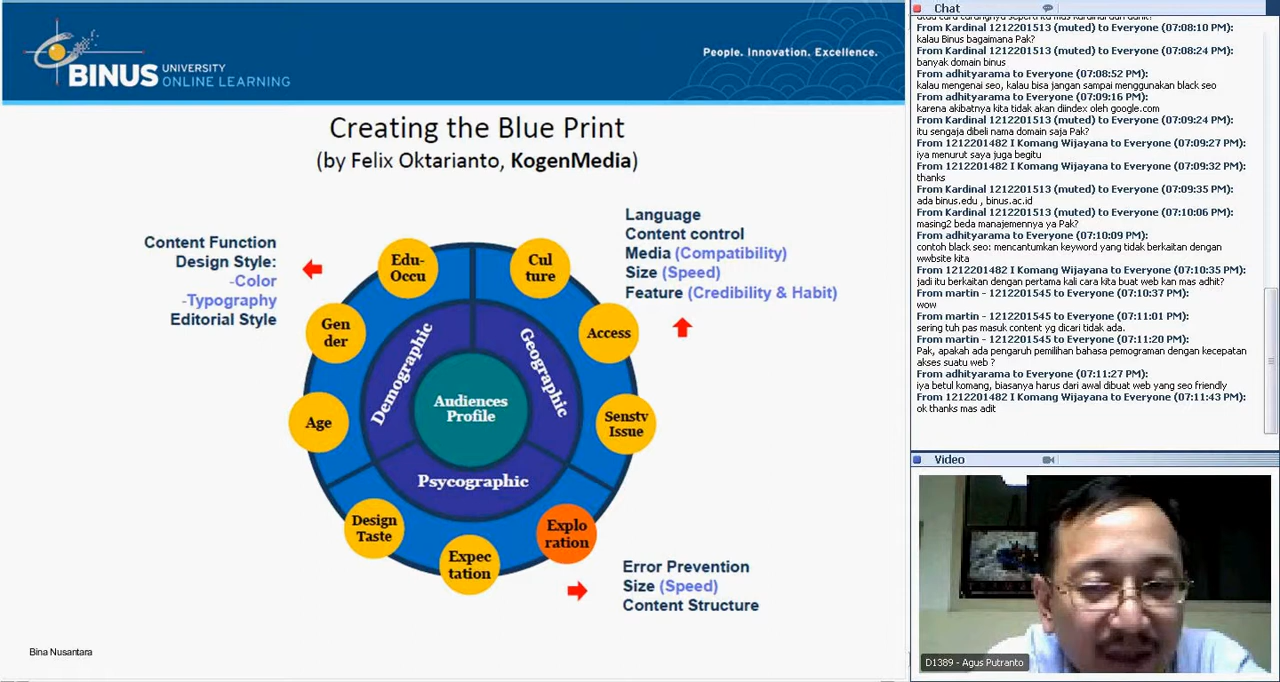 BINUS UNIVERSITY
ONLINE LEARNING
People. Innovation. Excellence.
Creating the Blue Print
(by Felix Oktarianto, KogenMedia)
Content Function
Design Style:
-Color
-Typography
Editorial Style
Language
Content control
Media (Compatibility)
Size (Speed)
Feature (Credibility & Habit)
Edu-
Occu
Cul
ture
Gen
der
Access
Age
Senstv
Issue
Design
Taste
Expec
tation
Explo
ration
Demographic
Geographic
Psycographic
Audiences
Profile
Error Prevention
Size (Speed)
Content Structure
Bina Nusantara
Chat
From Kardinal 1212201513 (muted) to Everyone (07:08:10 PM):
kalau Binus bagaimana Pak?
From Kardinal 1212201513 (muted) to Everyone (07:08:24 PM):
banyak domain binus
From adhityarama to Everyone (07:08:52 PM):
kalau mengenai seo, kalau bisa jangan sampai menggunakan black seo
From adhityarama to Everyone (07:09:16 PM):
karena akibatnya kita tidak akan diindex oleh google.com
From Kardinal 1212201513 (muted) to Everyone (07:09:24 PM):
itu sengaja dibeli nama domain saja Pak?
From 1212201482 I Komang Wijayana to Everyone (07:09:27 PM):
iya menurut saya juga begitu
From 1212201482 I Komang Wijayana to Everyone (07:09:32 PM):
thanks
From Kardinal 1212201513 (muted) to Everyone (07:09:35 PM):
ada binus.edu , binus.ac.id
From Kardinal 1212201513 (muted) to Everyone (07:10:06 PM):
masing2 beda manajemennya ya Pak?
From adhityarama to Everyone (07:10:09 PM):
contoh black seo: mencantumkan keyword yang tidak berkaitan dengan
wwbsite kita
From 1212201482 I Komang Wijayana to Everyone (07:10:35 PM):
jadi itu berkaitan dengan pertama kali cara kita buat web kan mas adhit?
From martin - 1212201545 to Everyone (07:10:37 PM):
wow
From martin - 1212201545 to Everyone (07:11:01 PM):
sering tuh pas masuk content yg dicari tidak ada.
From martin - 1212201545 to Everyone (07:11:20 PM):
Pak, apakah ada pengaruh pemilihan bahasa pemograman dengan kecepatan
akses suatu web ?
From adhityarama to Everyone (07:11:27 PM):
iya betul komang, biasanya harus dari awal dibuat web yang seo friendly
From 1212201482 I Komang Wijayana to Everyone (07:11:43 PM):
ok thanks mas adit
Video
D1389 - Agus Putranto